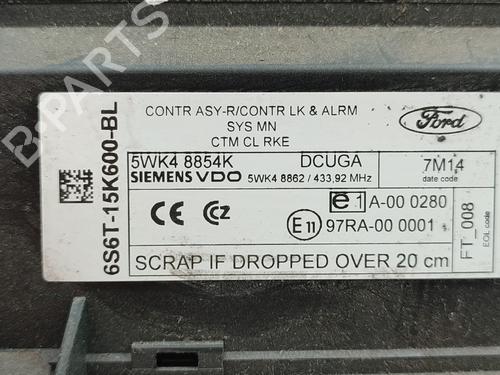 CONTR ASY-R/CONTR LK & ALRM
SYS MN
CTM CL RKE
Ford
6S6T-15K600-BL
5WK4 8854K DCUGA 7M14
SIEMENS VDO 5WK4 8862 / 433,92 MHz date code
CE CCC e 1 A-00 0280
E11 97RA-00 0001
FT_008
EOL code
SCRAP IF DROPPED OVER 20 cm